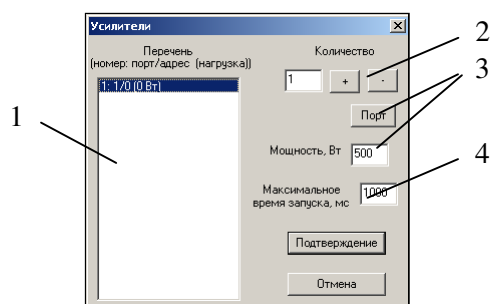 Усилители
Перечень
(номер: порт/адрес (нагрузка))
1: 1/0 (0 Вт)
Количество
1
+
-
Порт
Мощность, Вт
500
Максимальное
время запуска, мс
1000
Подтверждение
Отмена
1
2
3
4